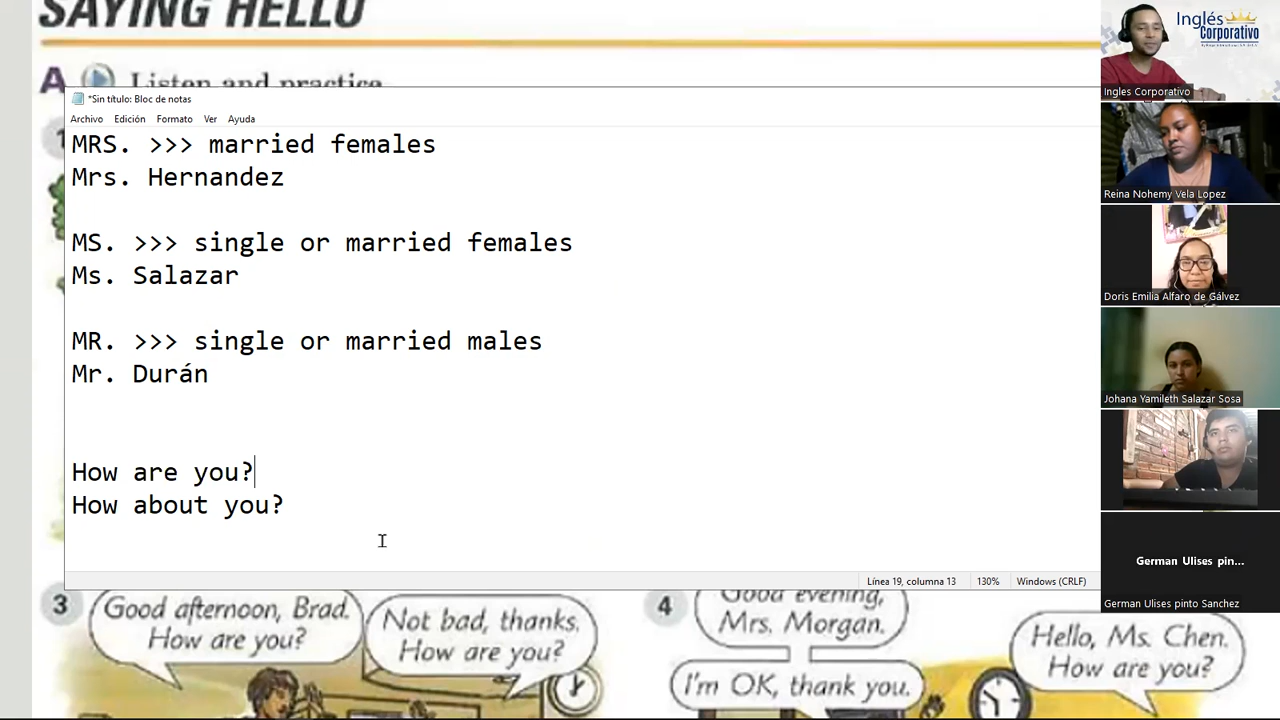 SAYING HELLO
A Listen and practice
*Sin título: Bloc de notas
Archivo Edición Formato Ver Ayuda
MRS. >>> married females
Mrs. Hernandez
MS. >>> single or married females
Ms. Salazar
MR. >>> single or married males
Mr. Durán
How are you?
How about you?
Línea 19, columna 13 130% Windows (CRLF)
3
Good afternoon, Brad.
How are you?
Not bad, thanks.
How are you?
4
Good evening,
Mrs. Morgan.
I'm OK, thank you.
Hello, Ms. Chen.
How are you?
Inglés
Corporativo
Ingles Corporativo
Reina Nohemy Vela Lopez
Doris Emilia Alfaro de Gálvez
Johana Yamileth Salazar Sosa
German Ulises pin...
German Ulises pinto Sanchez